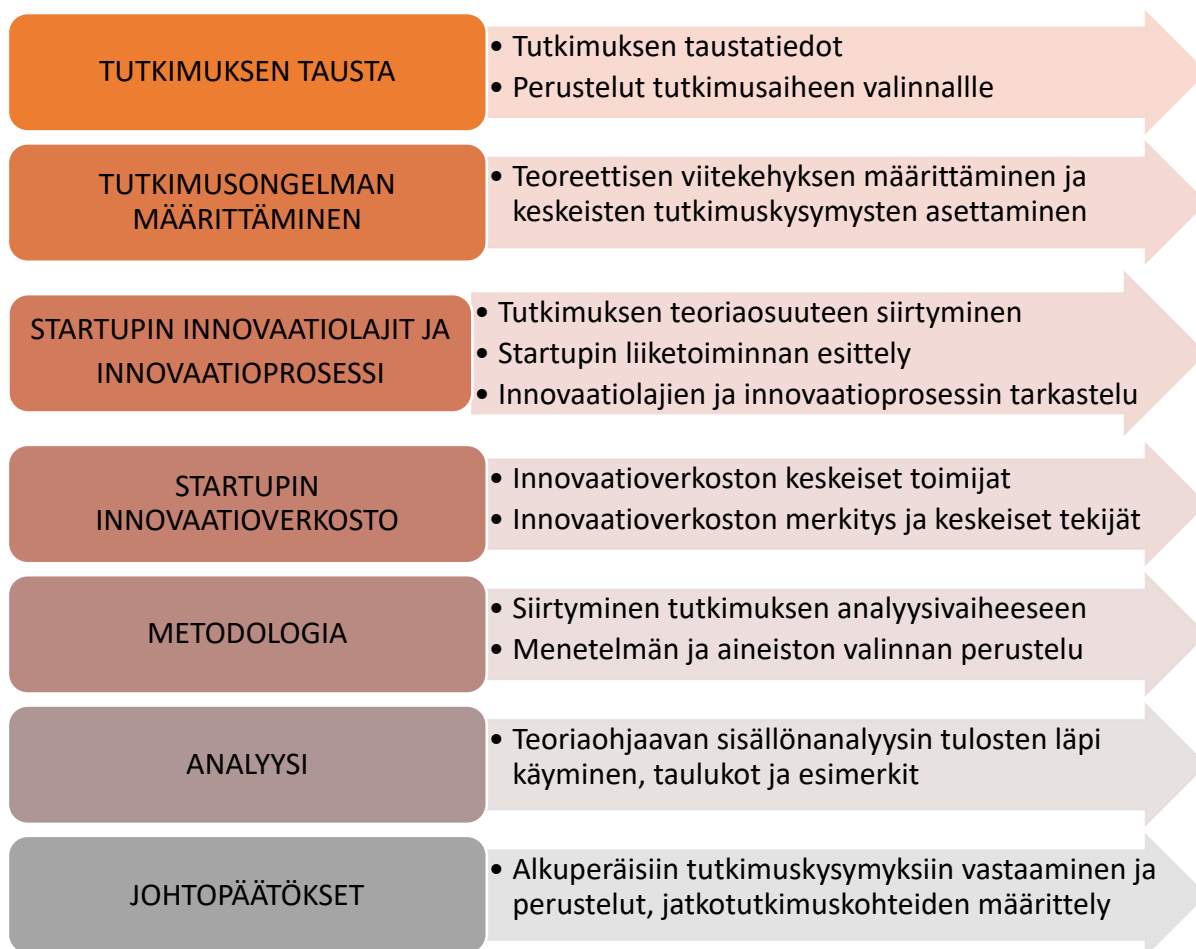 TUTKIMUKSEN TAUSTA
• Tutkimuksen taustatiedot
• Perustelut tutkimusaiheen valinnallle
TUTKIMUSONGELMAN
MÄÄRITTÄMINEN
• Teoreettisen viitekehyksen määrittäminen ja
keskeisten tutkimuskysymysten asettaminen
STARTUPIN INNOVAATIOLAJIT JA
INNOVAATIOPROSESSI
• Tutkimuksen teoriaosuuteen siirtyminen
• Startupin liiketoiminnan esittely
• Innovaatiolajien ja innovaatioprosessin tarkastelu
STARTUPIN
INNOVAATIOVERKOSTO
• Innovaatioverkoston keskeiset toimijat
• Innovaatioverkoston merkitys ja keskeiset tekijät
METODOLOGIA
• Siirtyminen tutkimuksen analyysivaiheeseen
• Menetelmän ja aineiston valinnan perustelu
ANALYYSI
• Teoriaohjaavan sisällönanalyysin tulosten läpi
käyminen, taulukot ja esimerkit
JOHTOPÄÄTÖKSET
• Alkuperäisiin tutkimuskysymyksiin vastaaminen ja
perustelut, jatkotutkimuskohteiden määrittely